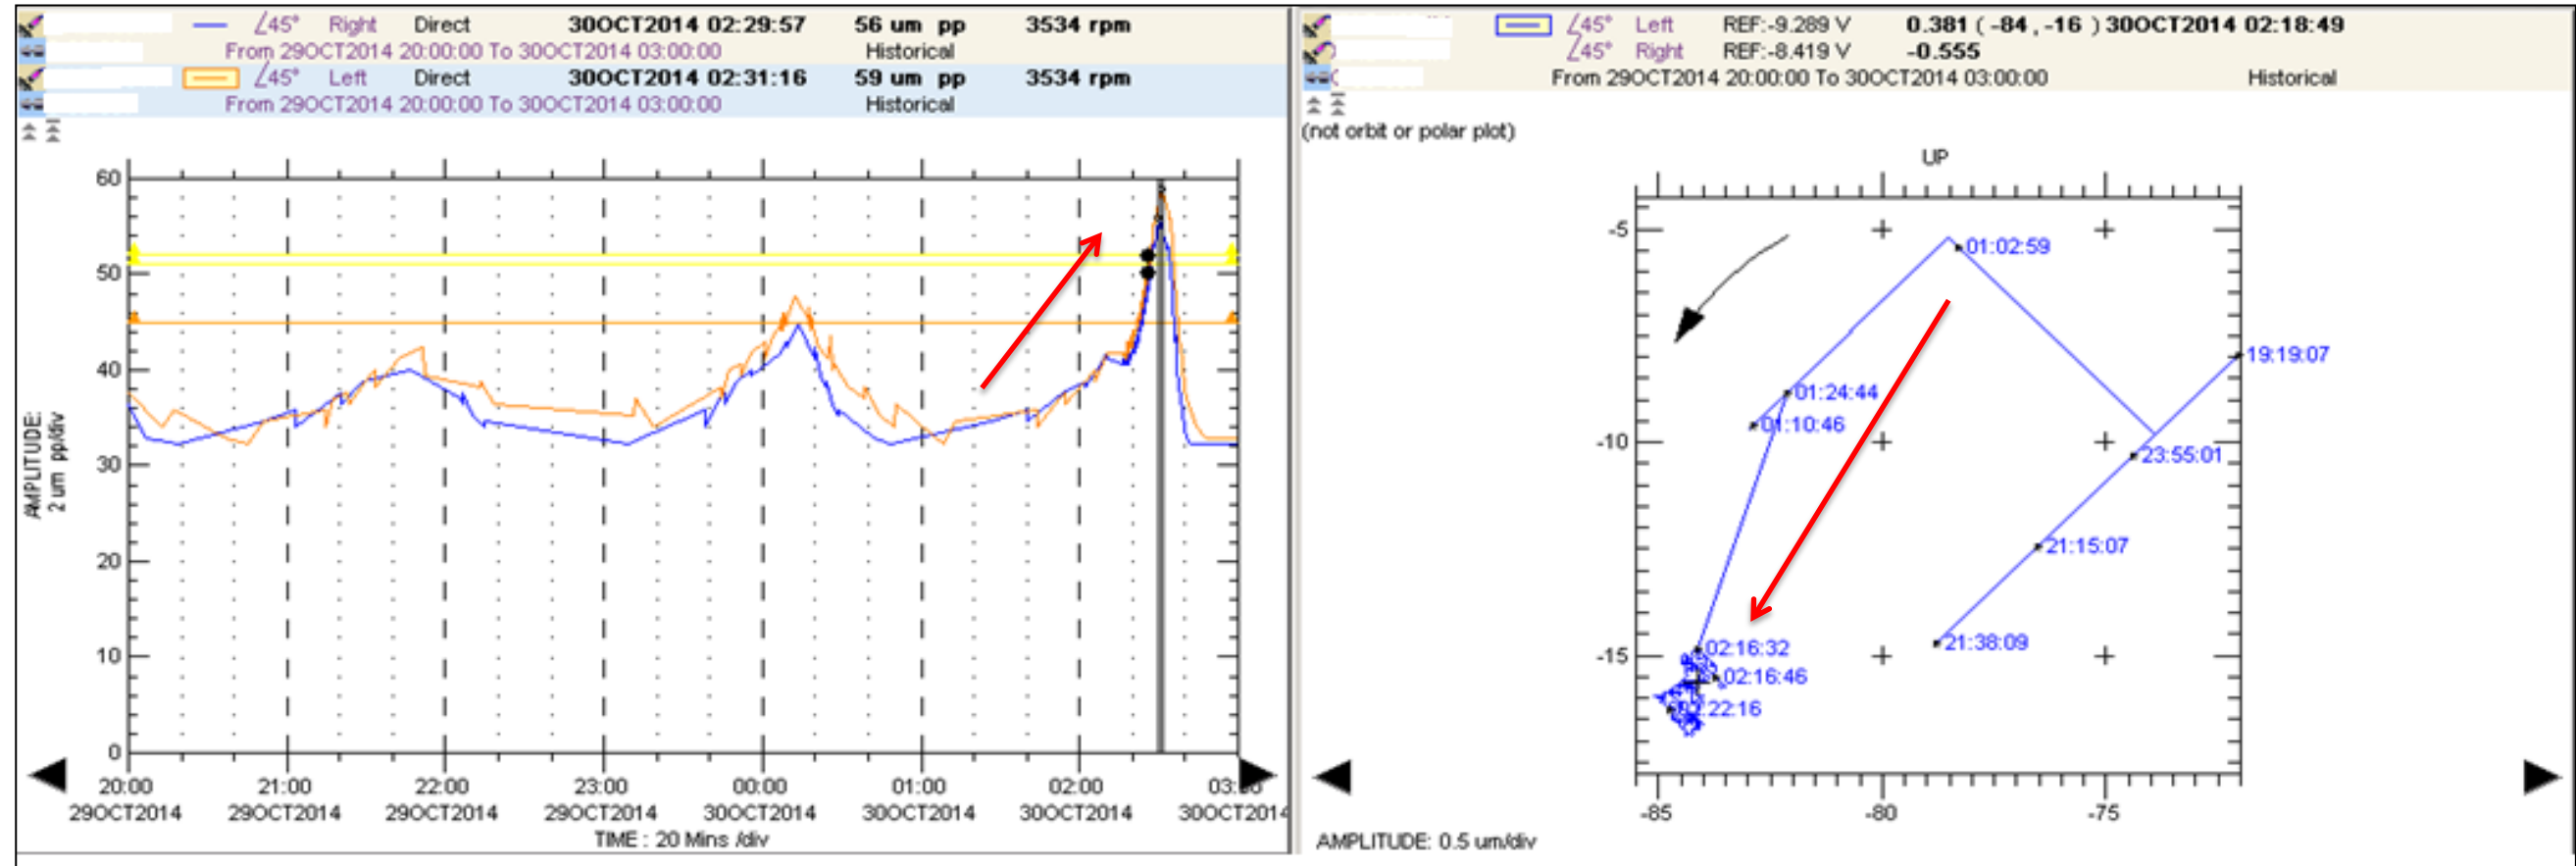 ∠45° Right Direct 30OCT2014 02:29:57 56 um pp 3534 rpm
From 29OCT2014 20:00:00 To 30OCT2014 03:00:00 Historical
∠45° Left Direct 30OCT2014 02:31:16 59 um pp 3534 rpm
From 29OCT2014 20:00:00 To 30OCT2014 03:00:00 Historical
60
50
40
30
20
10
0
AMPLITUDE:
2 um pp/div
20:00 21:00 22:00 23:00 00:00 01:00 02:00
29OCT2014 29OCT2014 29OCT2014 29OCT2014 30OCT2014 30OCT2014 30OCT2014 30OCT2014
TIME : 20 Mins /div
∠45° Left REF:-9.289 V 0.381 ( -84 , -16 ) 30OCT2014 02:18:49
∠45° Right REF:-8.419 V -0.555
From 29OCT2014 20:00:00 To 30OCT2014 03:00:00 Historical
(not orbit or polar plot)
UP
-5
01:02:59
19:19:07
01:24:44
01:10:46
-10
23:55:01
21:15:07
21:38:09
-15
02:16:32
02:16:46
:22:16
-85 -80 -75
AMPLITUDE: 0.5 um/div